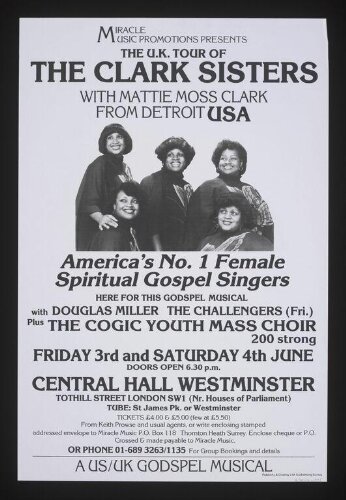 MIRACLE
MUSIC PROMOTIONS PRESENTS
THE U.K. TOUR OF
THE CLARK SISTERS
WITH MATTIE MOSS CLARK
FROM DETROIT USA
America's No. 1 Female
Spiritual Gospel Singers
HERE FOR THIS GODSPEL MUSICAL
with DOUGLAS MILLER THE CHALLENGERS (Fri.)
Plus THE COGIC YOUTH MASS CHOIR
200 strong
FRIDAY 3rd and SATURDAY 4th JUNE
DOORS OPEN 6.30 p.m.
CENTRAL HALL WESTMINSTER
TOTHILL STREET LONDON SW1 (Nr. Houses of Parliament)
TUBE: St James Pk. or Westminster
TICKETS £4.00 & £5.00 (few at £5.50)
From Keith Prowse and usual agents, or write enclosing stamped
addressed envelope to Miracle Music P.O. Box 118 Thornton Heath Surrey. Enclose cheque or P.O.
Crossed & made payable to Miracle Music.
OR PHONE 01-689 3263/1135 For Group Bookings and details
A US/UK GODSPEL MUSICAL